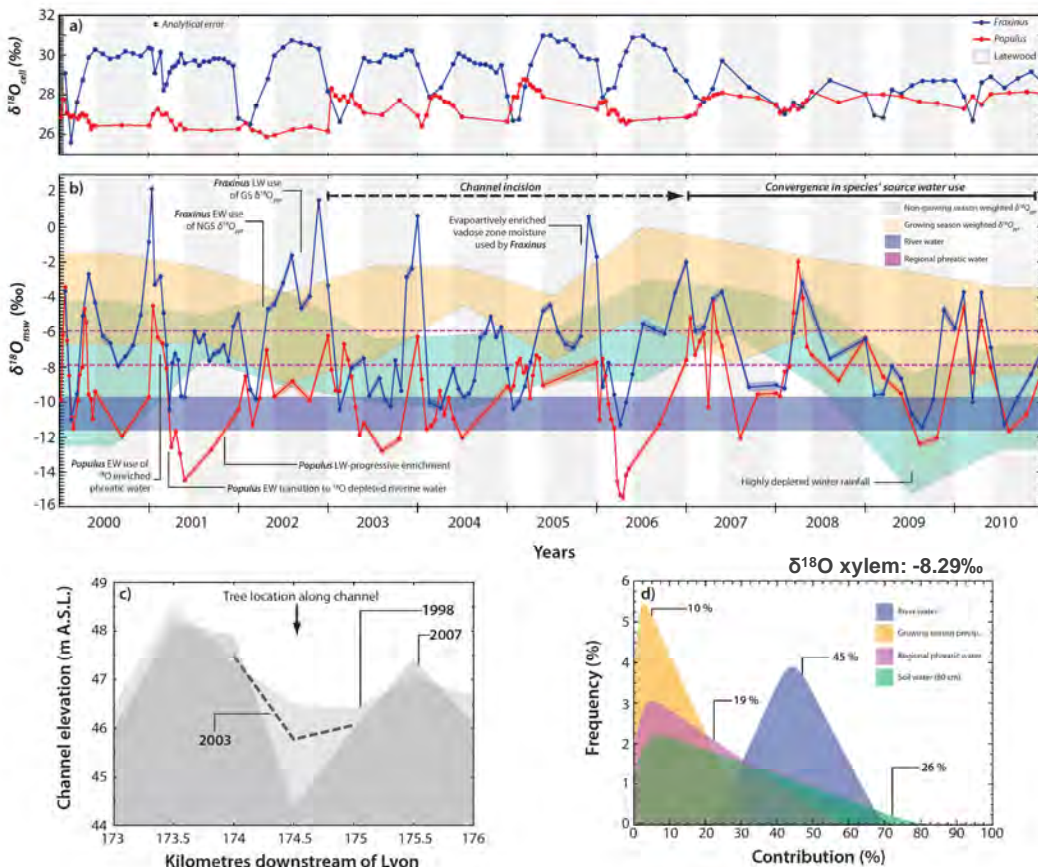 a)
Analytical error
Fraxinus
Populus
Latewood
δ¹⁸O_cell (‰)
32
30
28
26
b)
Fraxinus LW use
of GS δ¹⁸O
Fraxinus EW use
of NGS δ¹⁸O
Channel incision
Convergence in species' source water use
Evapoartively enriched
vadose zone moisture
used by Fraxinus
Non-growing season weighted δ¹⁸O
Growing season weighted δ¹⁸O
River water
Regional phreatic water
δ¹⁸O_msw (‰)
2
0
-2
-4
-6
-8
-10
-12
-14
-16
Populus EW use of
¹⁸O enriched
phreatic water
Populus LW-progressive enrichment
Populus EW transition to ¹⁸O depleted riverine water
Highly depleted winter rainfall
2000 2001 2002 2003 2004 2005 2006 2007 2008 2009 2010
Years
c)
Tree location along channel
1998
2007
2003
Channel elevation (m A.S.L.)
49
48
47
46
45
44
173 173.5 174 174.5 175 175.5 176
Kilometres downstream of Lyon
δ¹⁸O xylem: -8.29‰
d)
10 %
45 %
19 %
26 %
River water
Growing season precip.
Regional phreatic water
Soil water (80 cm)
Frequency (%)
6
5
4
3
2
1
0
0 10 20 30 40 50 60 70 80 90 100
Contribution (%)